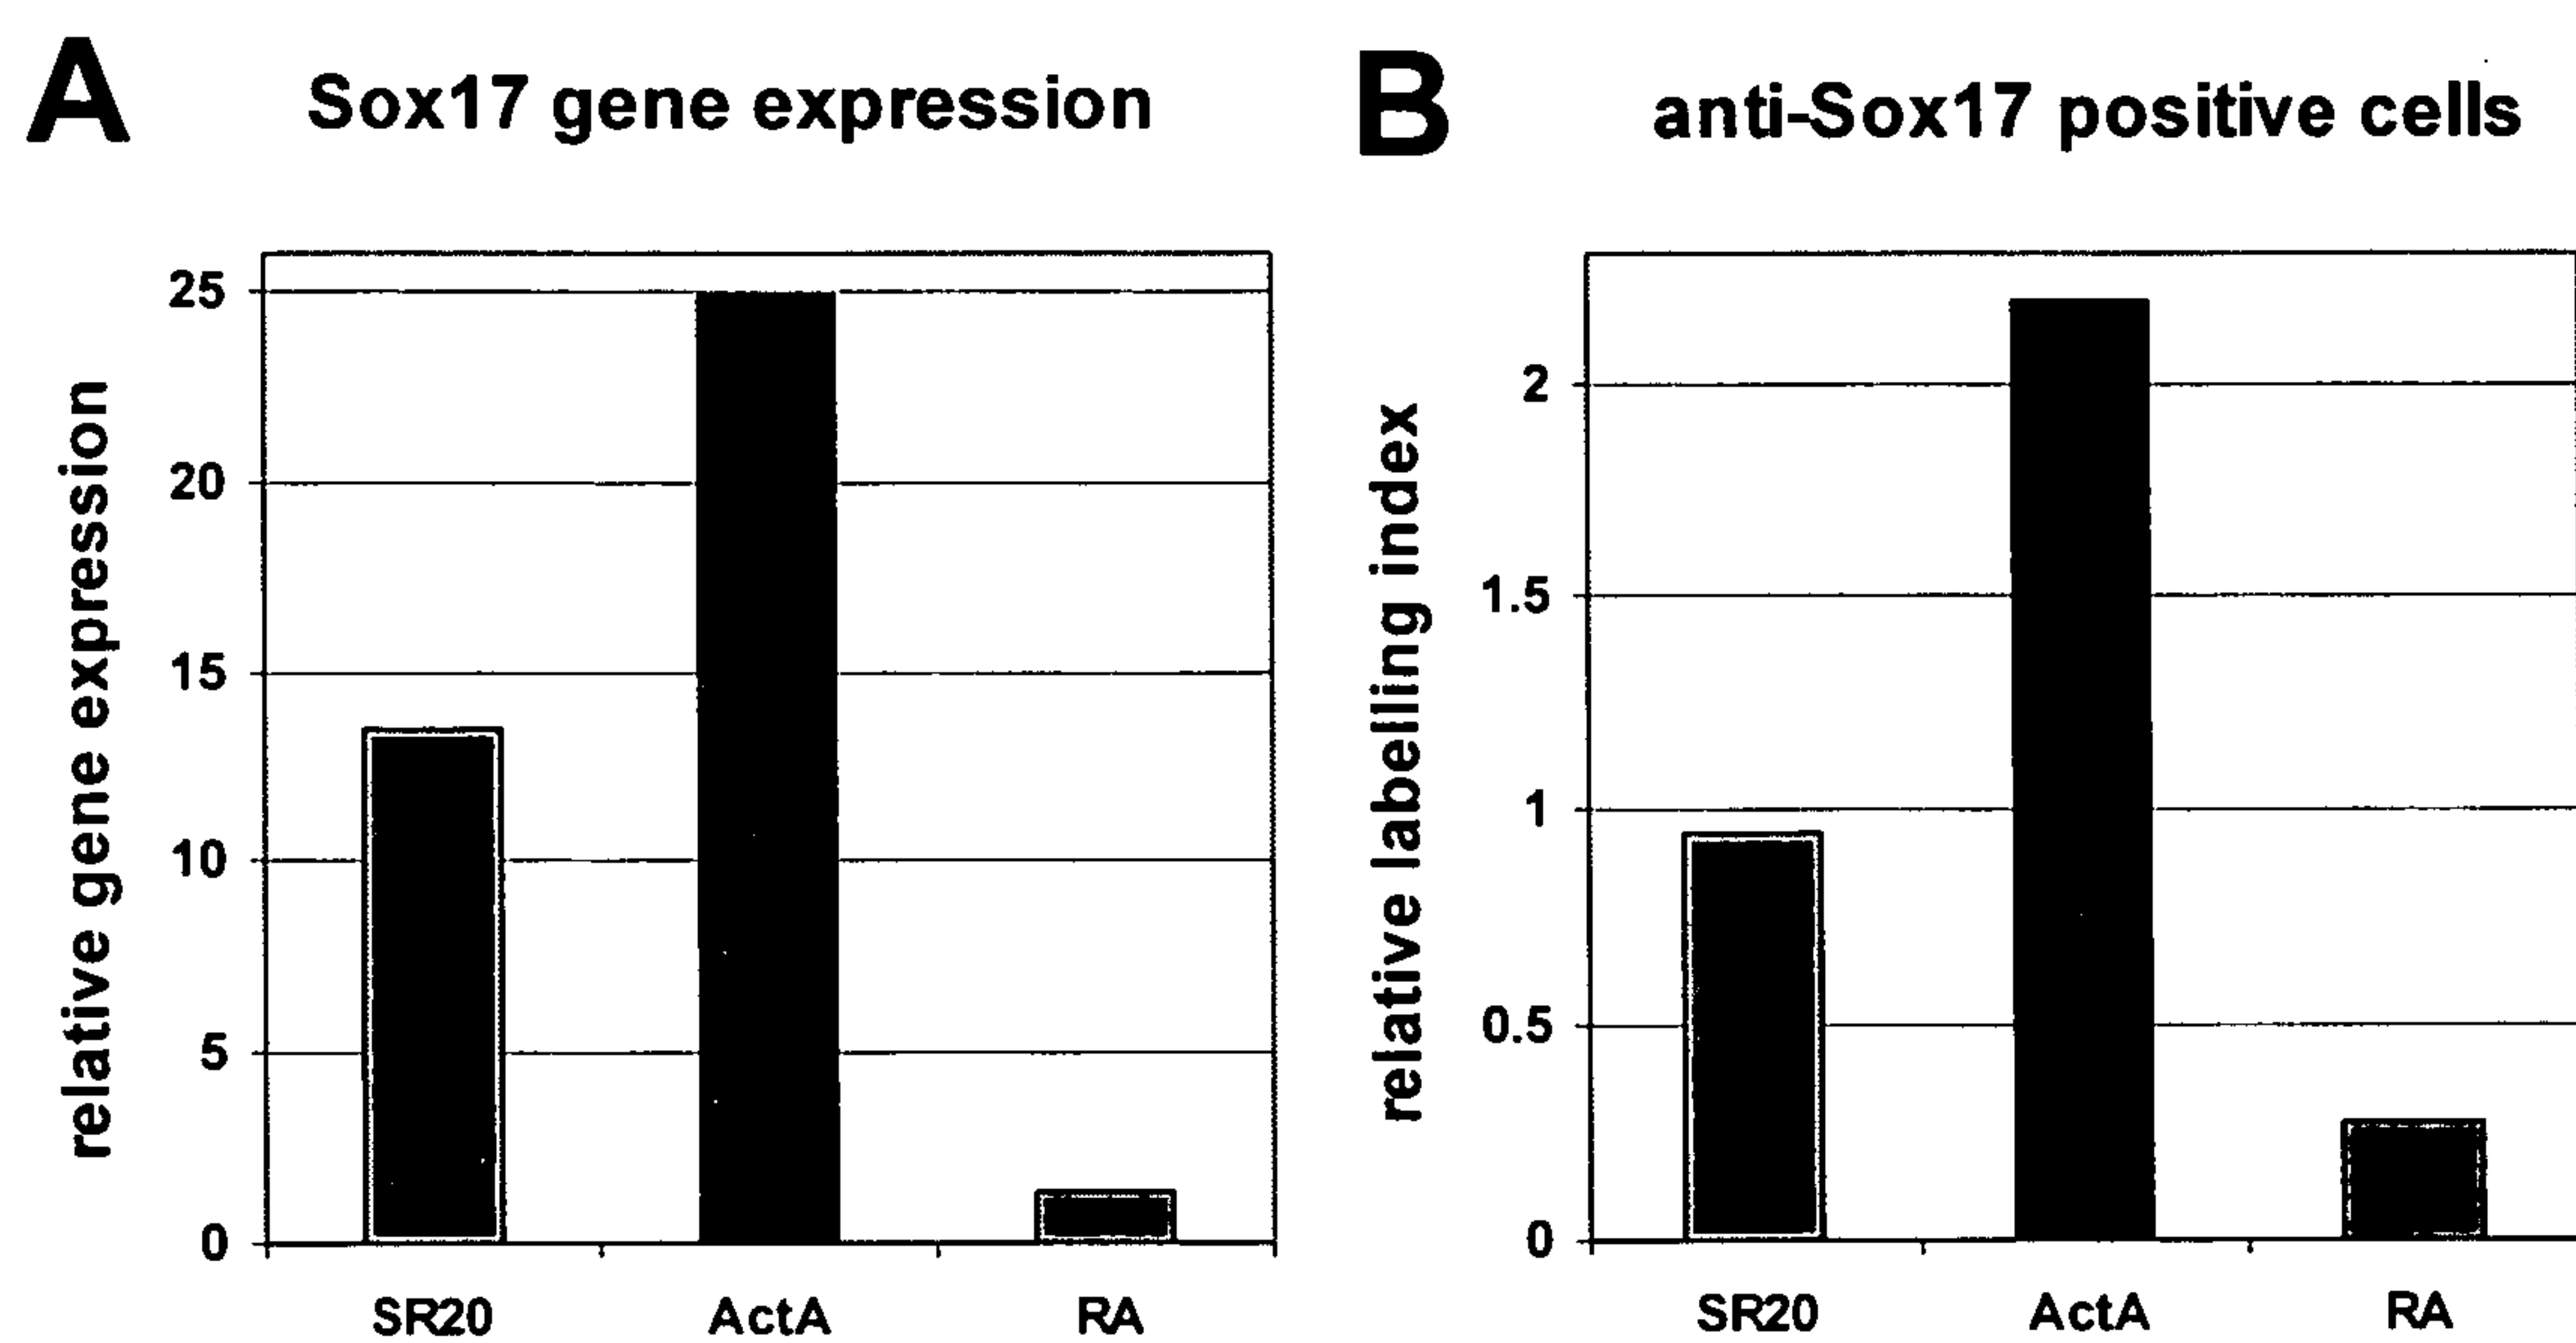 A
Sox17 gene expression
relative gene expression
25
20
15
10
5
0
SR20
ActA
RA
B
anti-Sox17 positive cells
relative labelling index
2
1.5
1
0.5
0
SR20
ActA
RA